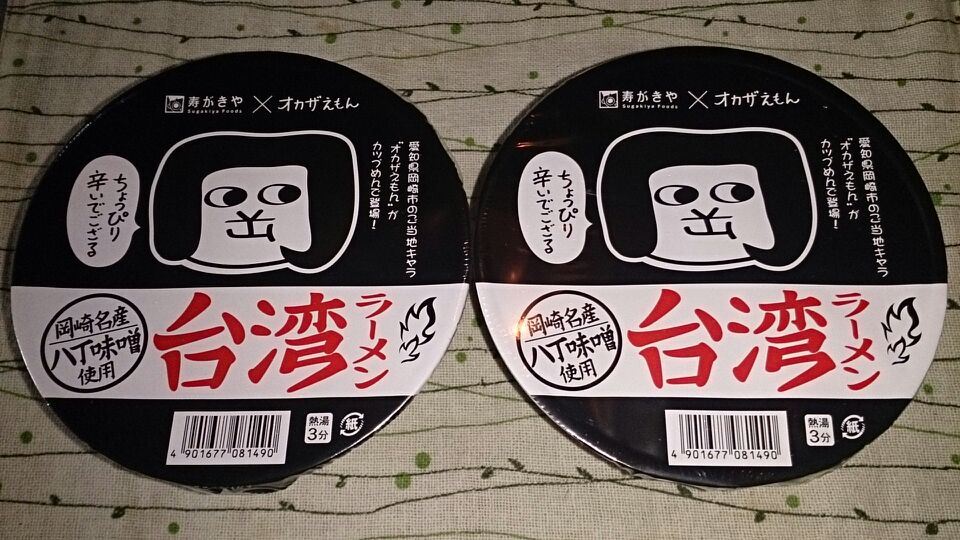 寿がきや×オカザえもん
Sugakiya Foods
愛知県岡崎市のご当地キャラ
"オカザえもん"が
カップめんで登場!
ちょっぴり
辛いでござる
岡崎名産
八丁味噌
使用
台湾ラーメン
4 901677 081490
熱湯
3分
紙
寿がきや×オカザえもん
Sugakiya Foods
愛知県岡崎市のご当地キャラ
"オカザえもん"が
カップめんで登場!
ちょっぴり
辛いでござる
岡崎名産
八丁味噌
使用
台湾ラーメン
4 901677 081490
熱湯
3分
紙